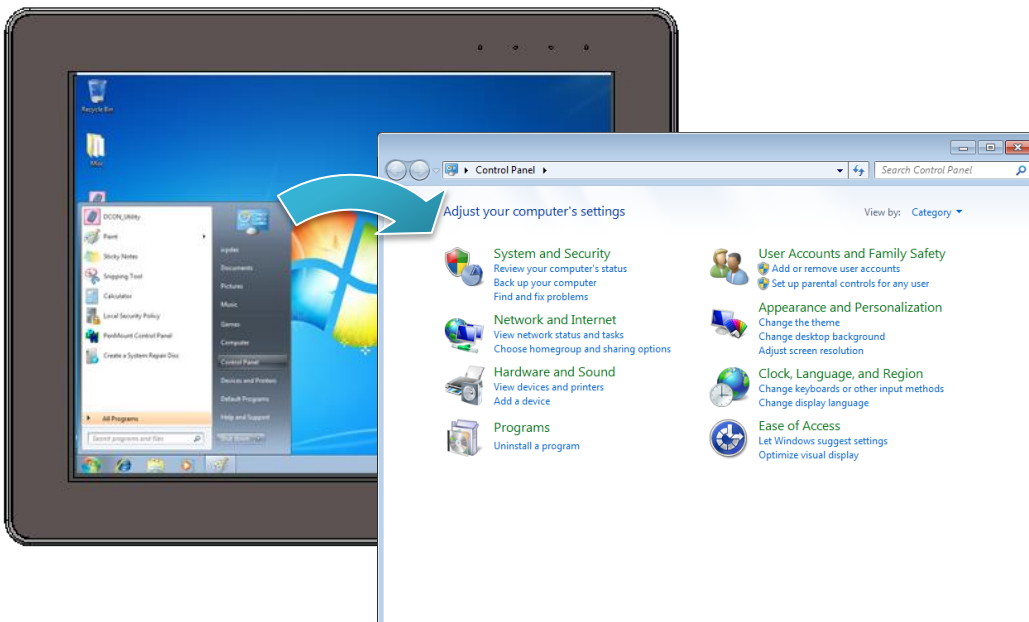 Recycle Bin
Misc
DCON_Utility
Paint
Sticky Notes
Snipping Tool
Calculator
Local Security Policy
PenMount Control Panel
Create a System Repair Disc
All Programs
Search programs and files
icpdas
Documents
Pictures
Music
Games
Computer
Control Panel
Devices and Printers
Default Programs
Help and Support
Shut down
Control Panel
Search Control Panel
Adjust your computer's settings
View by: Category
System and Security
Review your computer's status
Back up your computer
Find and fix problems
Network and Internet
View network status and tasks
Choose homegroup and sharing options
Hardware and Sound
View devices and printers
Add a device
Programs
Uninstall a program
User Accounts and Family Safety
Add or remove user accounts
Set up parental controls for any user
Appearance and Personalization
Change the theme
Change desktop background
Adjust screen resolution
Clock, Language, and Region
Change keyboards or other input methods
Change display language
Ease of Access
Let Windows suggest settings
Optimize visual display